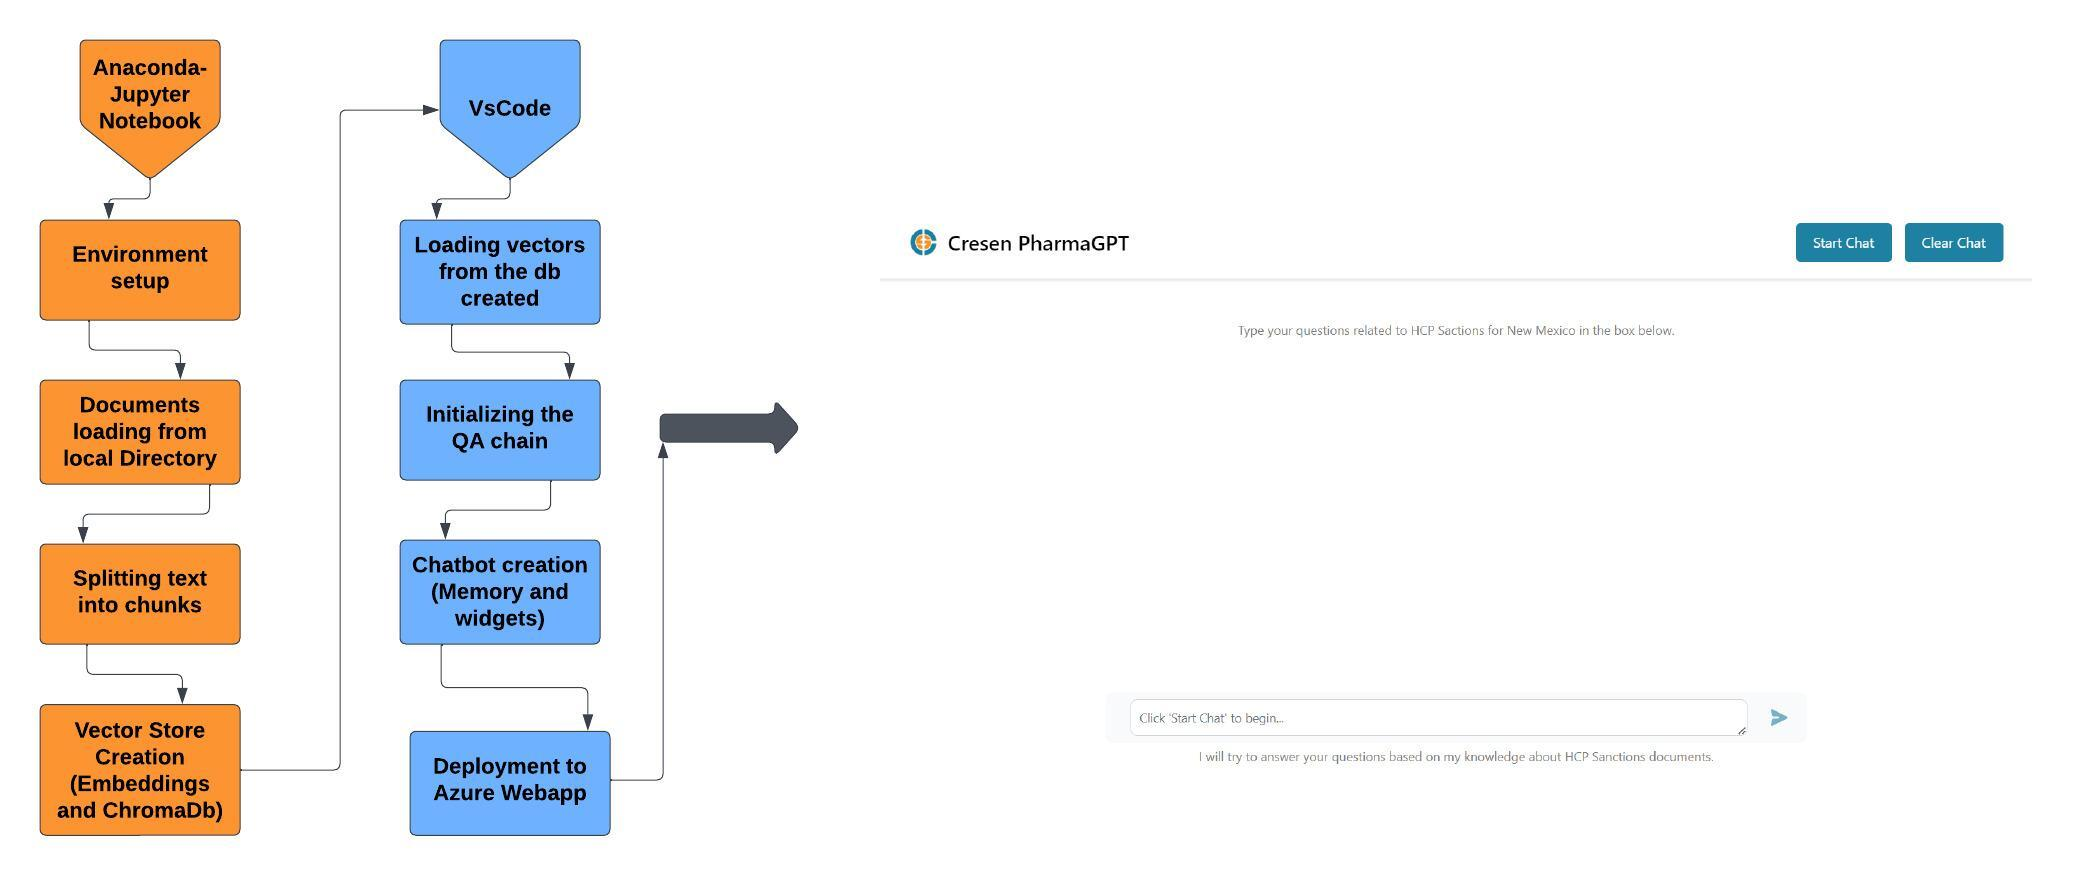 Anaconda-
Jupyter
Notebook
Environment
setup
Documents
loading from
local Directory
Splitting text
into chunks
Vector Store
Creation
(Embeddings
and ChromaDb)
VsCode
Loading vectors
from the db
created
Initializing the
QA chain
Chatbot creation
(Memory and
widgets)
Deployment to
Azure Webapp
Cresen PharmaGPT
Start Chat
Clear Chat
Type your questions related to HCP Sactions for New Mexico in the box below.
Click 'Start Chat' to begin...
I will try to answer your questions based on my knowledge about HCP Sanctions documents.